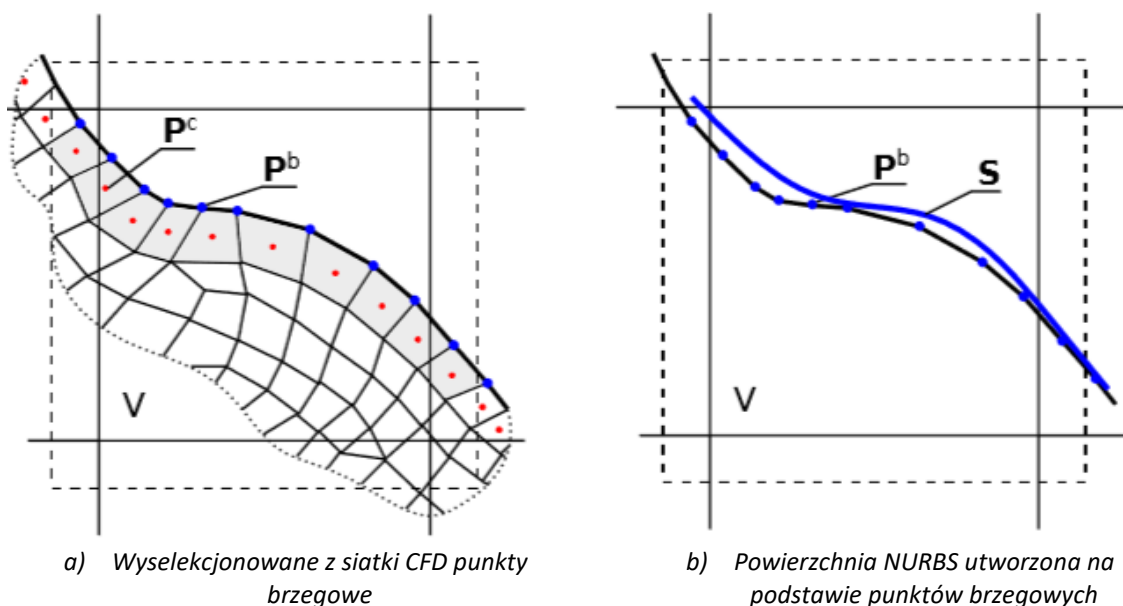 P^c
P^b
V
P^b
S
V
a) Wyselekcjonowane z siatki CFD punkty
brzegowe
b) Powierzchnia NURBS utworzona na
podstawie punktów brzegowych